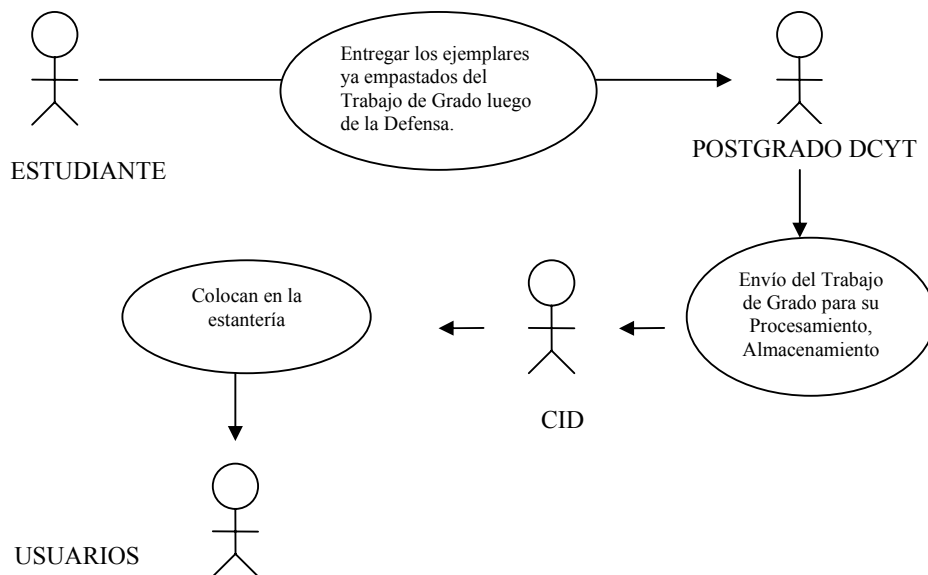 Entregar los ejemplares
ya empastados del
Trabajo de Grado luego
de la Defensa.
ESTUDIANTE
POSTGRADO DCYT
Envío del Trabajo
de Grado para su
Procesamiento,
Almacenamiento
CID
Colocan en la
estantería
USUARIOS